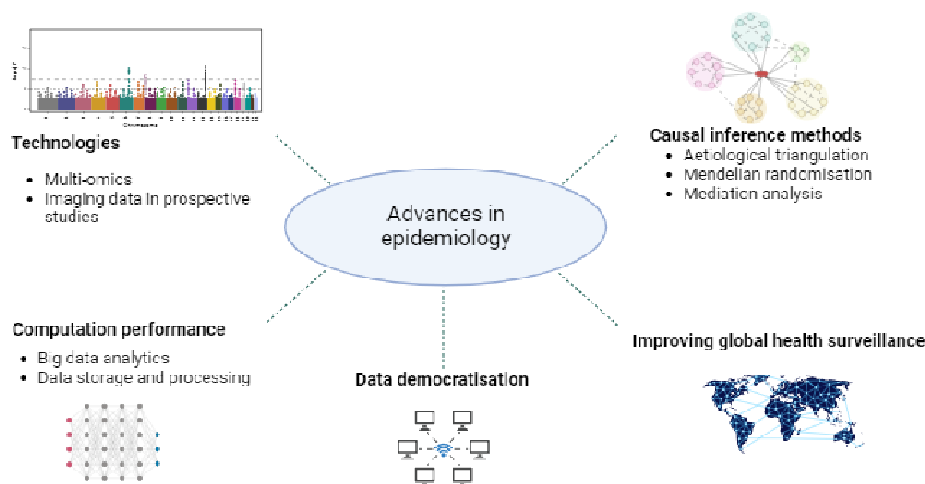 Chromosome
Technologies
• Multi-omics
• Imaging data in prospective
studies
Causal inference methods
• Aetiological triangulation
• Mendelian randomisation
• Mediation analysis
Advances in
epidemiology
Computation performance
• Big data analytics
• Data storage and processing
Data democratisation
Improving global health surveillance